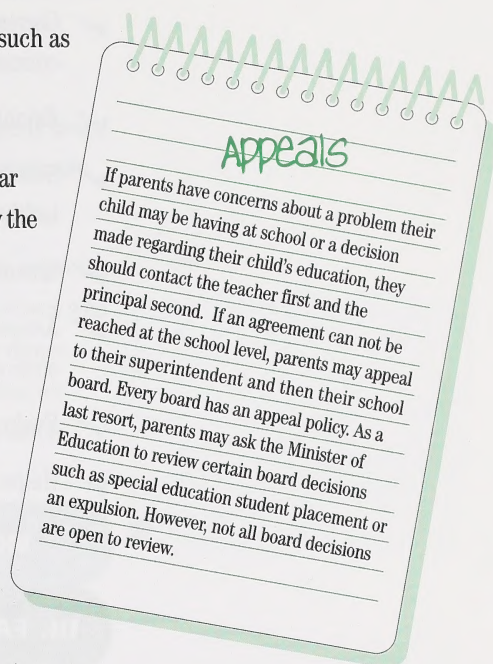 such as
ar
the
Appeals
If parents have concerns about a problem their
child may be having at school or a decision
made regarding their child's education, they
should contact the teacher first and the
principal second. If an agreement can not be
reached at the school level, parents may appeal
to their superintendent and then their school
board. Every board has an appeal policy. As a
last resort, parents may ask the Minister of
Education to review certain board decisions
such as special education student placement or
an expulsion. However, not all board decisions
are open to review.